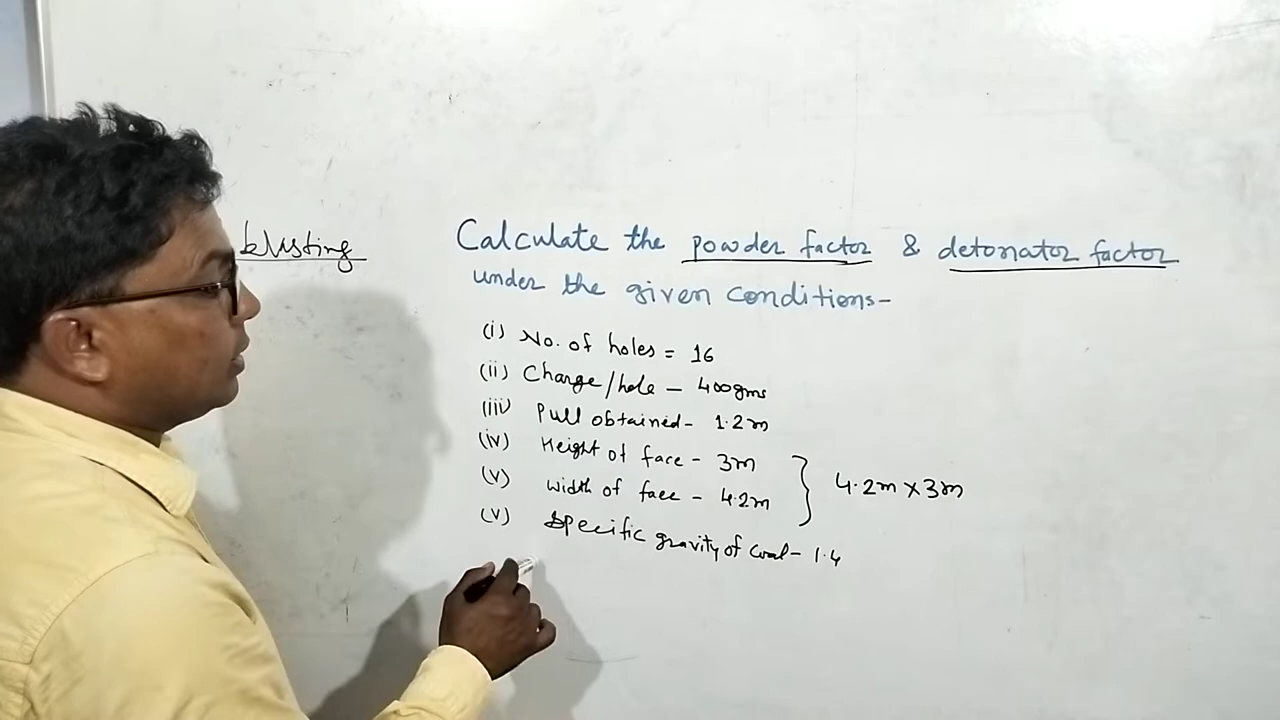 blasting
Calculate the powder factor & detonator factor
under the given conditions-
(i) No. of holes = 16
(ii) Charge/hole - 400gms
(iii) Pull obtained- 1.2m
(iv) Height of face - 3m
(v) width of face - 4.2m
} 4.2m x 3m
(v) Specific gravity of coal- 1.4